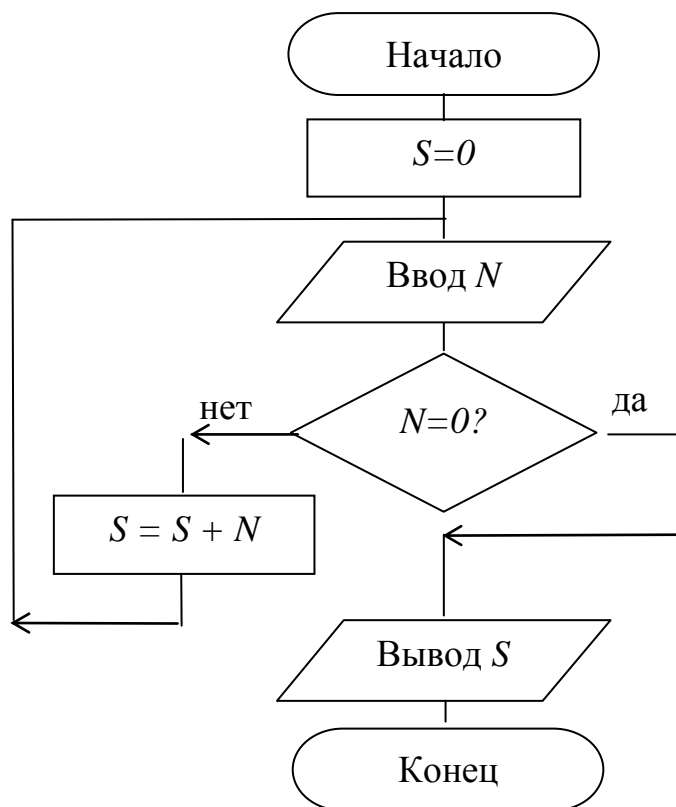 Начало
S=0
Ввод N
N=0?
нет
да
S = S + N
Вывод S
Конец